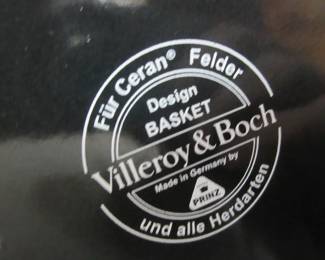 Für Ceran® Felder
Design
BASKET
Villeroy & Boch
Made in Germany by
PRINZ
und alle Herdarten